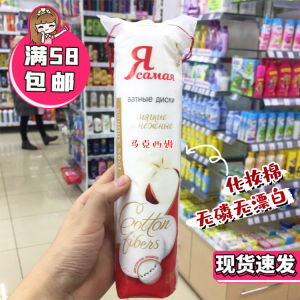 满58
包邮
Я
самая
ватные диски
мягкие
и нежные
马克西姆
Cotton
fibers
化妆棉
无磷无漂白
现货速发